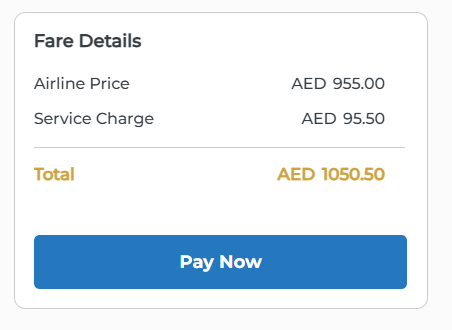 Fare Details
Airline Price AED 955.00
Service Charge AED 95.50
Total AED 1050.50
Pay Now